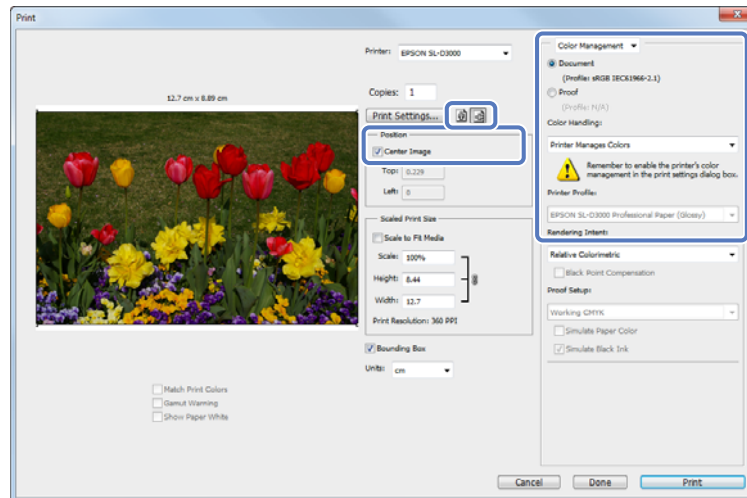 Print
Printer: EPSON SL-D3000
12.7 cm x 8.89 cm
Copies: 1
Print Settings...
Position
Center Image
Top: 0.229
Left: 0
Scaled Print Size
Scale to Fit Media
Scale: 100%
Height: 8.44
Width: 12.7
Print Resolution: 360 PPI
Bounding Box
Units: cm
Match Print Colors
Gamut Warning
Show Paper White
Color Management
Document
(Profile: sRGB IEC61966-2.1)
Proof
(Profile: N/A)
Color Handling:
Printer Manages Colors
Remember to enable the printer's color
management in the print settings dialog box.
Printer Profile:
EPSON SL-D3000 Professional Paper (Glossy)
Rendering Intent:
Relative Colorimetric
Black Point Compensation
Proof Setup:
Working CMYK
Simulate Paper Color
Simulate Black Ink
Cancel
Done
Print